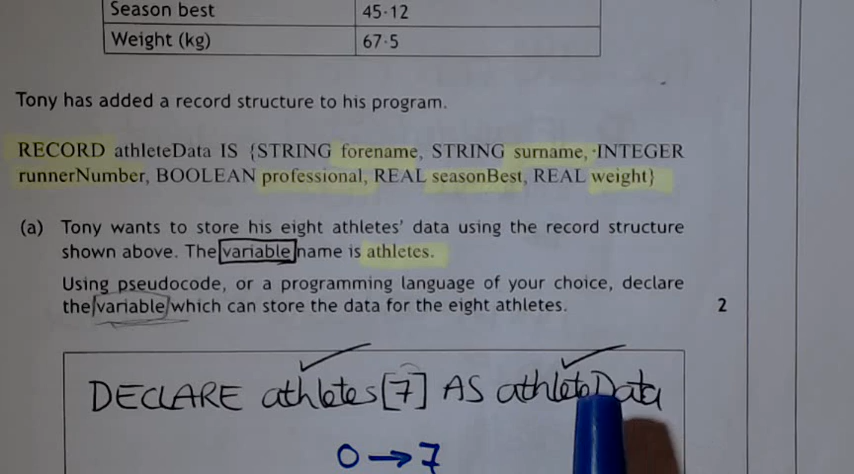 Season best 45·12
Weight (kg) 67·5
Tony has added a record structure to his program.
RECORD athleteData IS {STRING forename, STRING surname, INTEGER
runnerNumber, BOOLEAN professional, REAL seasonBest, REAL weight}
(a) Tony wants to store his eight athletes' data using the record structure
shown above. The variable name is athletes.
Using pseudocode, or a programming language of your choice, declare
the variable which can store the data for the eight athletes. 2
DECLARE athletes[7] AS athleteData
0 → 7